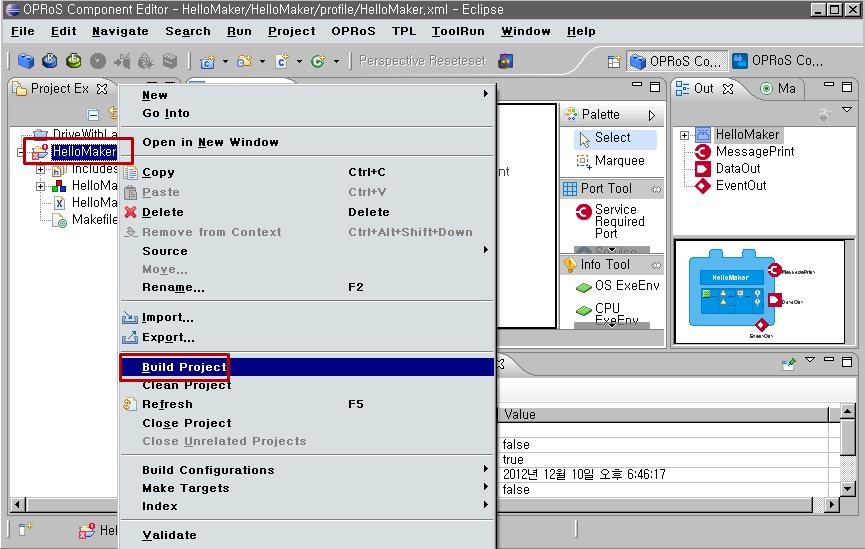 OPRoS Component Editor - HelloMaker/HelloMaker/profile/HelloMaker.xml - Eclipse
File Edit Navigate Search Run Project OPRoS TPL ToolRun Window Help
Perspective Reseteset
OPRoS Co...
OPRoS Co...
Project Ex
HelloMaker
Includes
HelloMa
HelloMa
Makefile
New
Go Into
Open in New Window
Copy Ctrl+C
Paste Ctrl+V
Delete Delete
Remove from Context Ctrl+Alt+Shift+Down
Source
Move...
Rename... F2
Import...
Export...
Build Project
Clean Project
Refresh F5
Close Project
Close Unrelated Projects
Build Configurations
Make Targets
Index
Validate
Palette
Select
Marquee
Port Tool
Service
Required
Port
Info Tool
OS ExeEnv
CPU
ExeEnv
Out
Ma
HelloMaker
MessagePrint
DataOut
EventOut
HelloMaker
MessagePrint>
DataOut>
EventOut>
Value
false
true
2012년 12월 10일 오후 6:46:17
false
Hel